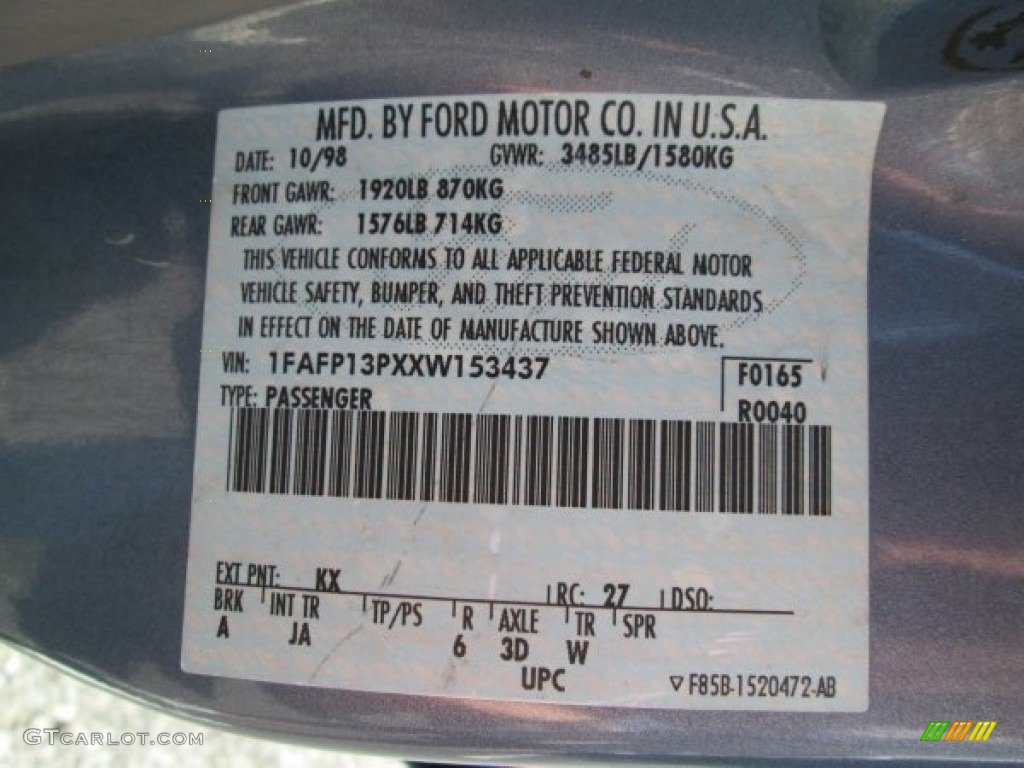 MFD. BY FORD MOTOR CO. IN U.S.A.
DATE: 10/98 GVWR: 3485LB/1580KG
FRONT GAWR: 1920LB 870KG
REAR GAWR: 1576LB 714KG
THIS VEHICLE CONFORMS TO ALL APPLICABLE FEDERAL MOTOR
VEHICLE SAFETY, BUMPER, AND THEFT PREVENTION STANDARDS
IN EFFECT ON THE DATE OF MANUFACTURE SHOWN ABOVE.
VIN: 1FAFP13PXXW153437 F0165
TYPE: PASSENGER R0040
EXT PNT: KX RC: 27 DSO:
BRK INT TR TP/PS R AXLE TR SPR
A JA 6 3D W
UPC F85B-1520472-AB
GTCarlot.com